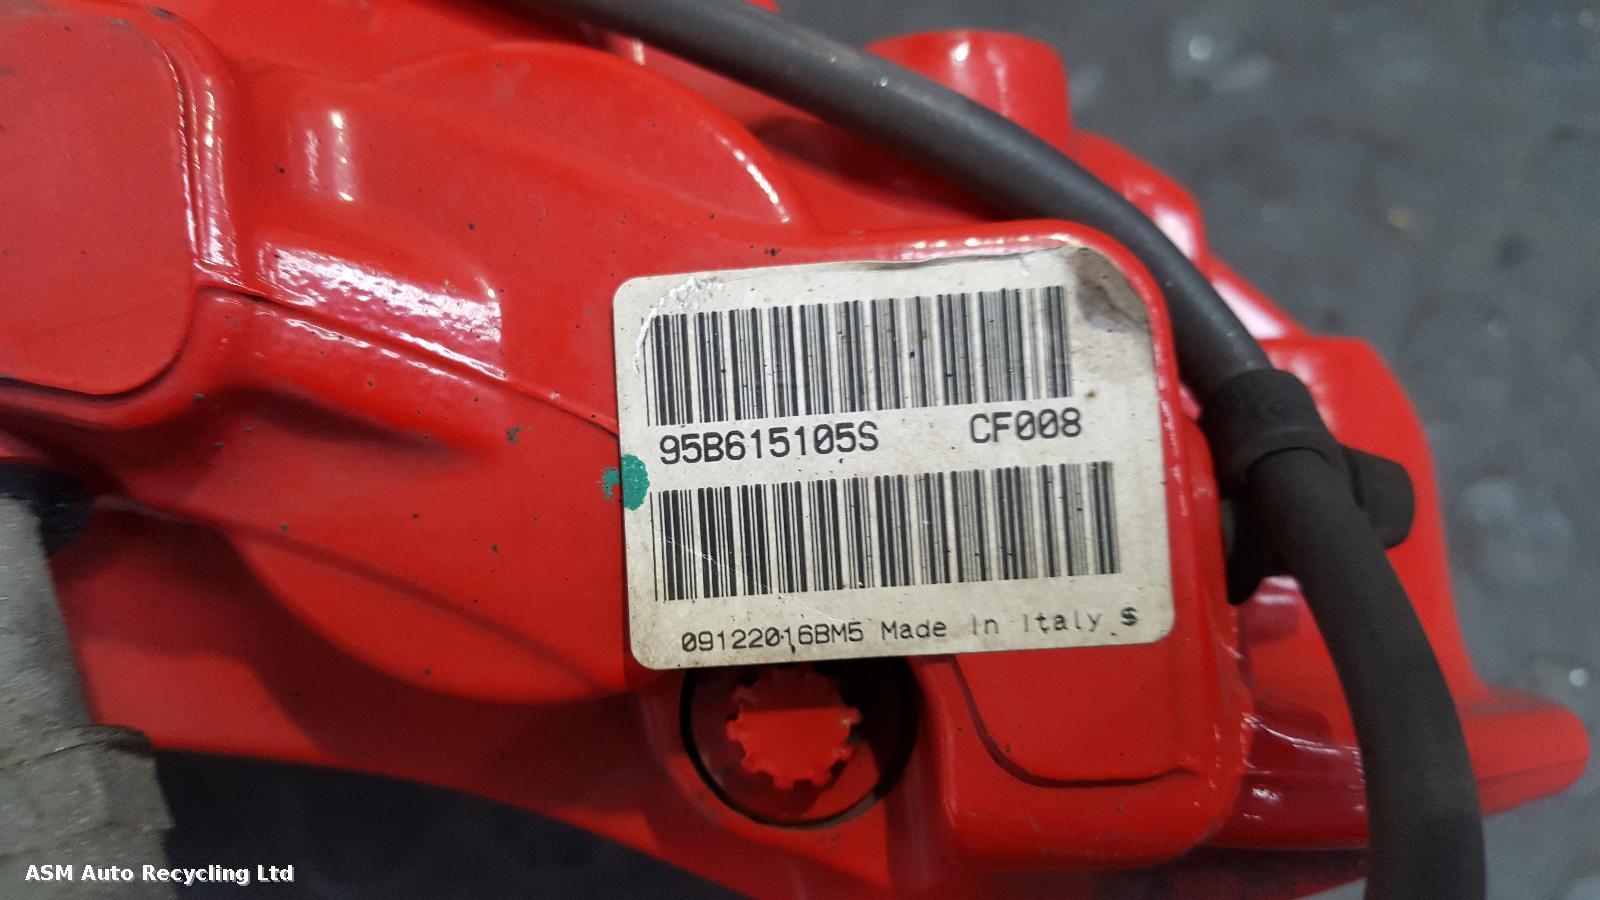 95B615105S CF008
09122016BM5 Made In Italy $
ASM Auto Recycling Ltd